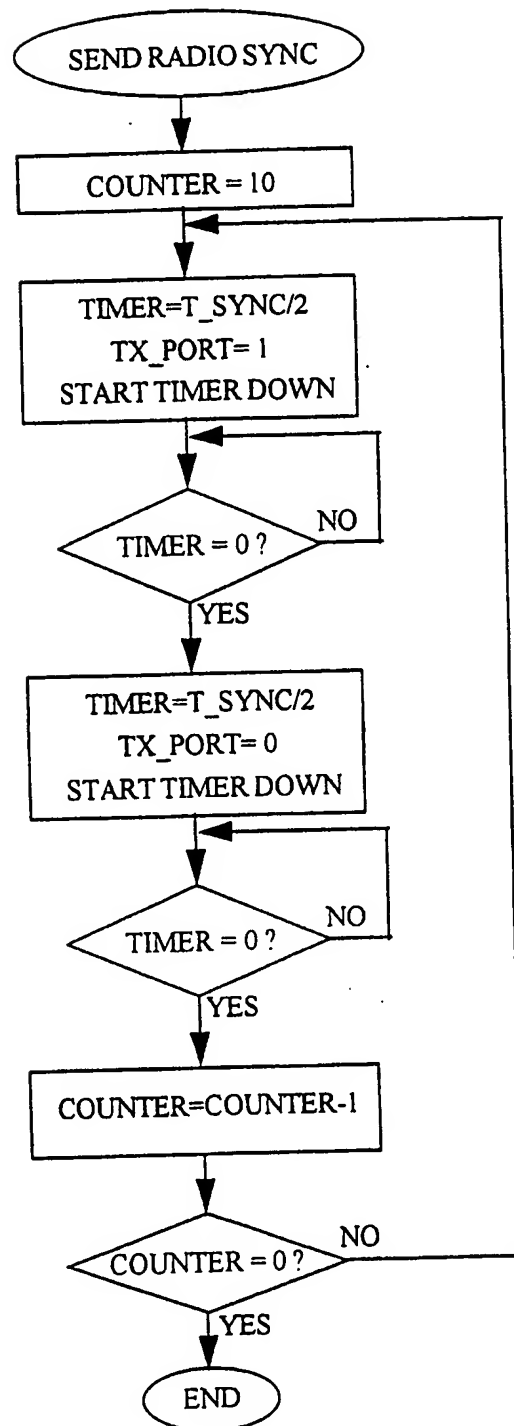 SEND RADIO SYNC
COUNTER = 10
TIMER=T_SYNC/2
TX_PORT= 1
START TIMER DOWN
NO
TIMER = 0 ?
YES
TIMER=T_SYNC/2
TX_PORT= 0
START TIMER DOWN
NO
TIMER = 0 ?
YES
COUNTER=COUNTER-1
NO
COUNTER = 0 ?
YES
END